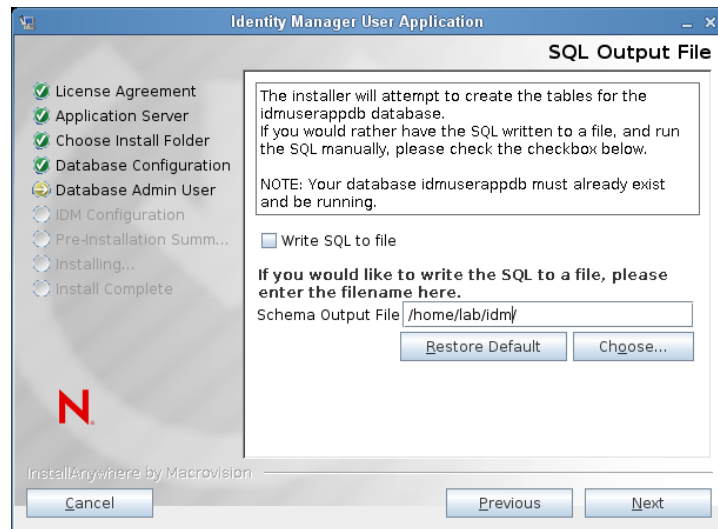 Identity Manager User Application
SQL Output File
License Agreement
Application Server
Choose Install Folder
Database Configuration
Database Admin User
IDM Configuration
Pre-Installation Summ...
Installing...
Install Complete
The installer will attempt to create the tables for the
idmuserappdb database.
If you would rather have the SQL written to a file, and run
the SQL manually, please check the checkbox below.
NOTE: Your database idmuserappdb must already exist
and be running.
Write SQL to file
If you would like to write the SQL to a file, please
enter the filename here.
Schema Output File /home/lab/idm/
Restore Default Choose...
N
InstallAnywhere by Macrovision
Cancel Previous Next